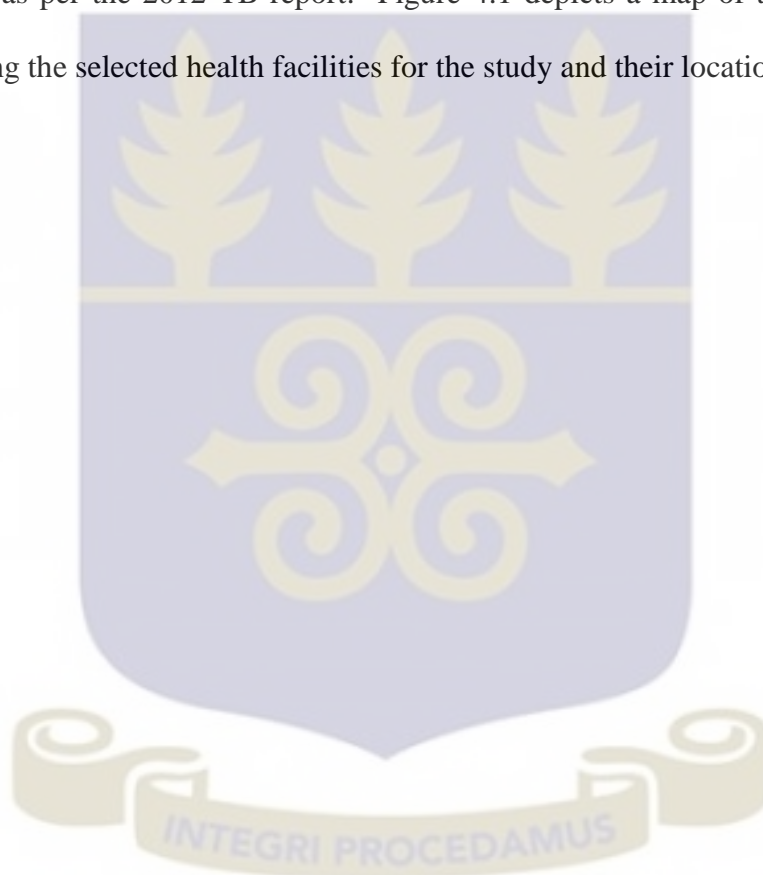 as per the 2012 TB report. Figure 4.1 depicts a map of
the selected health facilities for the study and their
INTEGRI PROCEDAMUS